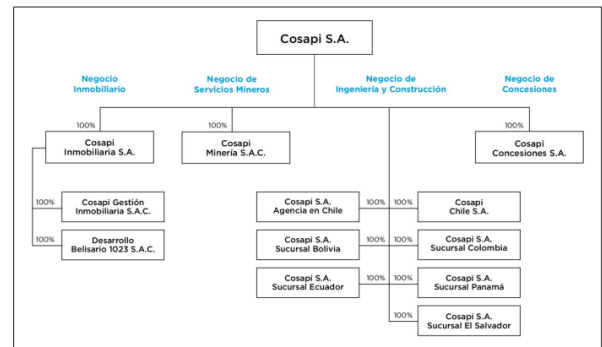 Cosapi S.A.
Negocio
Inmobiliario
Negocio de
Servicios Mineros
Negocio de
Ingeniería y Construcción
Negocio de
Concesiones
100%
Cosapi
Inmobiliaria S.A.
100%
Cosapi
Minería S.A.C.
100%
Cosapi
Concesiones S.A.
100%
Cosapi Gestión
Inmobiliaria S.A.C.
100%
Desarrollo
Belisario 1023 S.A.C.
Cosapi S.A.
Agencia en Chile
100%
100%
Cosapi
Chile S.A.
Cosapi S.A.
Sucursal Bolivia
100%
100%
Cosapi S.A.
Sucursal Colombia
Cosapi S.A.
Sucursal Ecuador
100%
100%
Cosapi S.A.
Sucursal Panamá
100%
Cosapi S.A.
Sucursal El Salvador